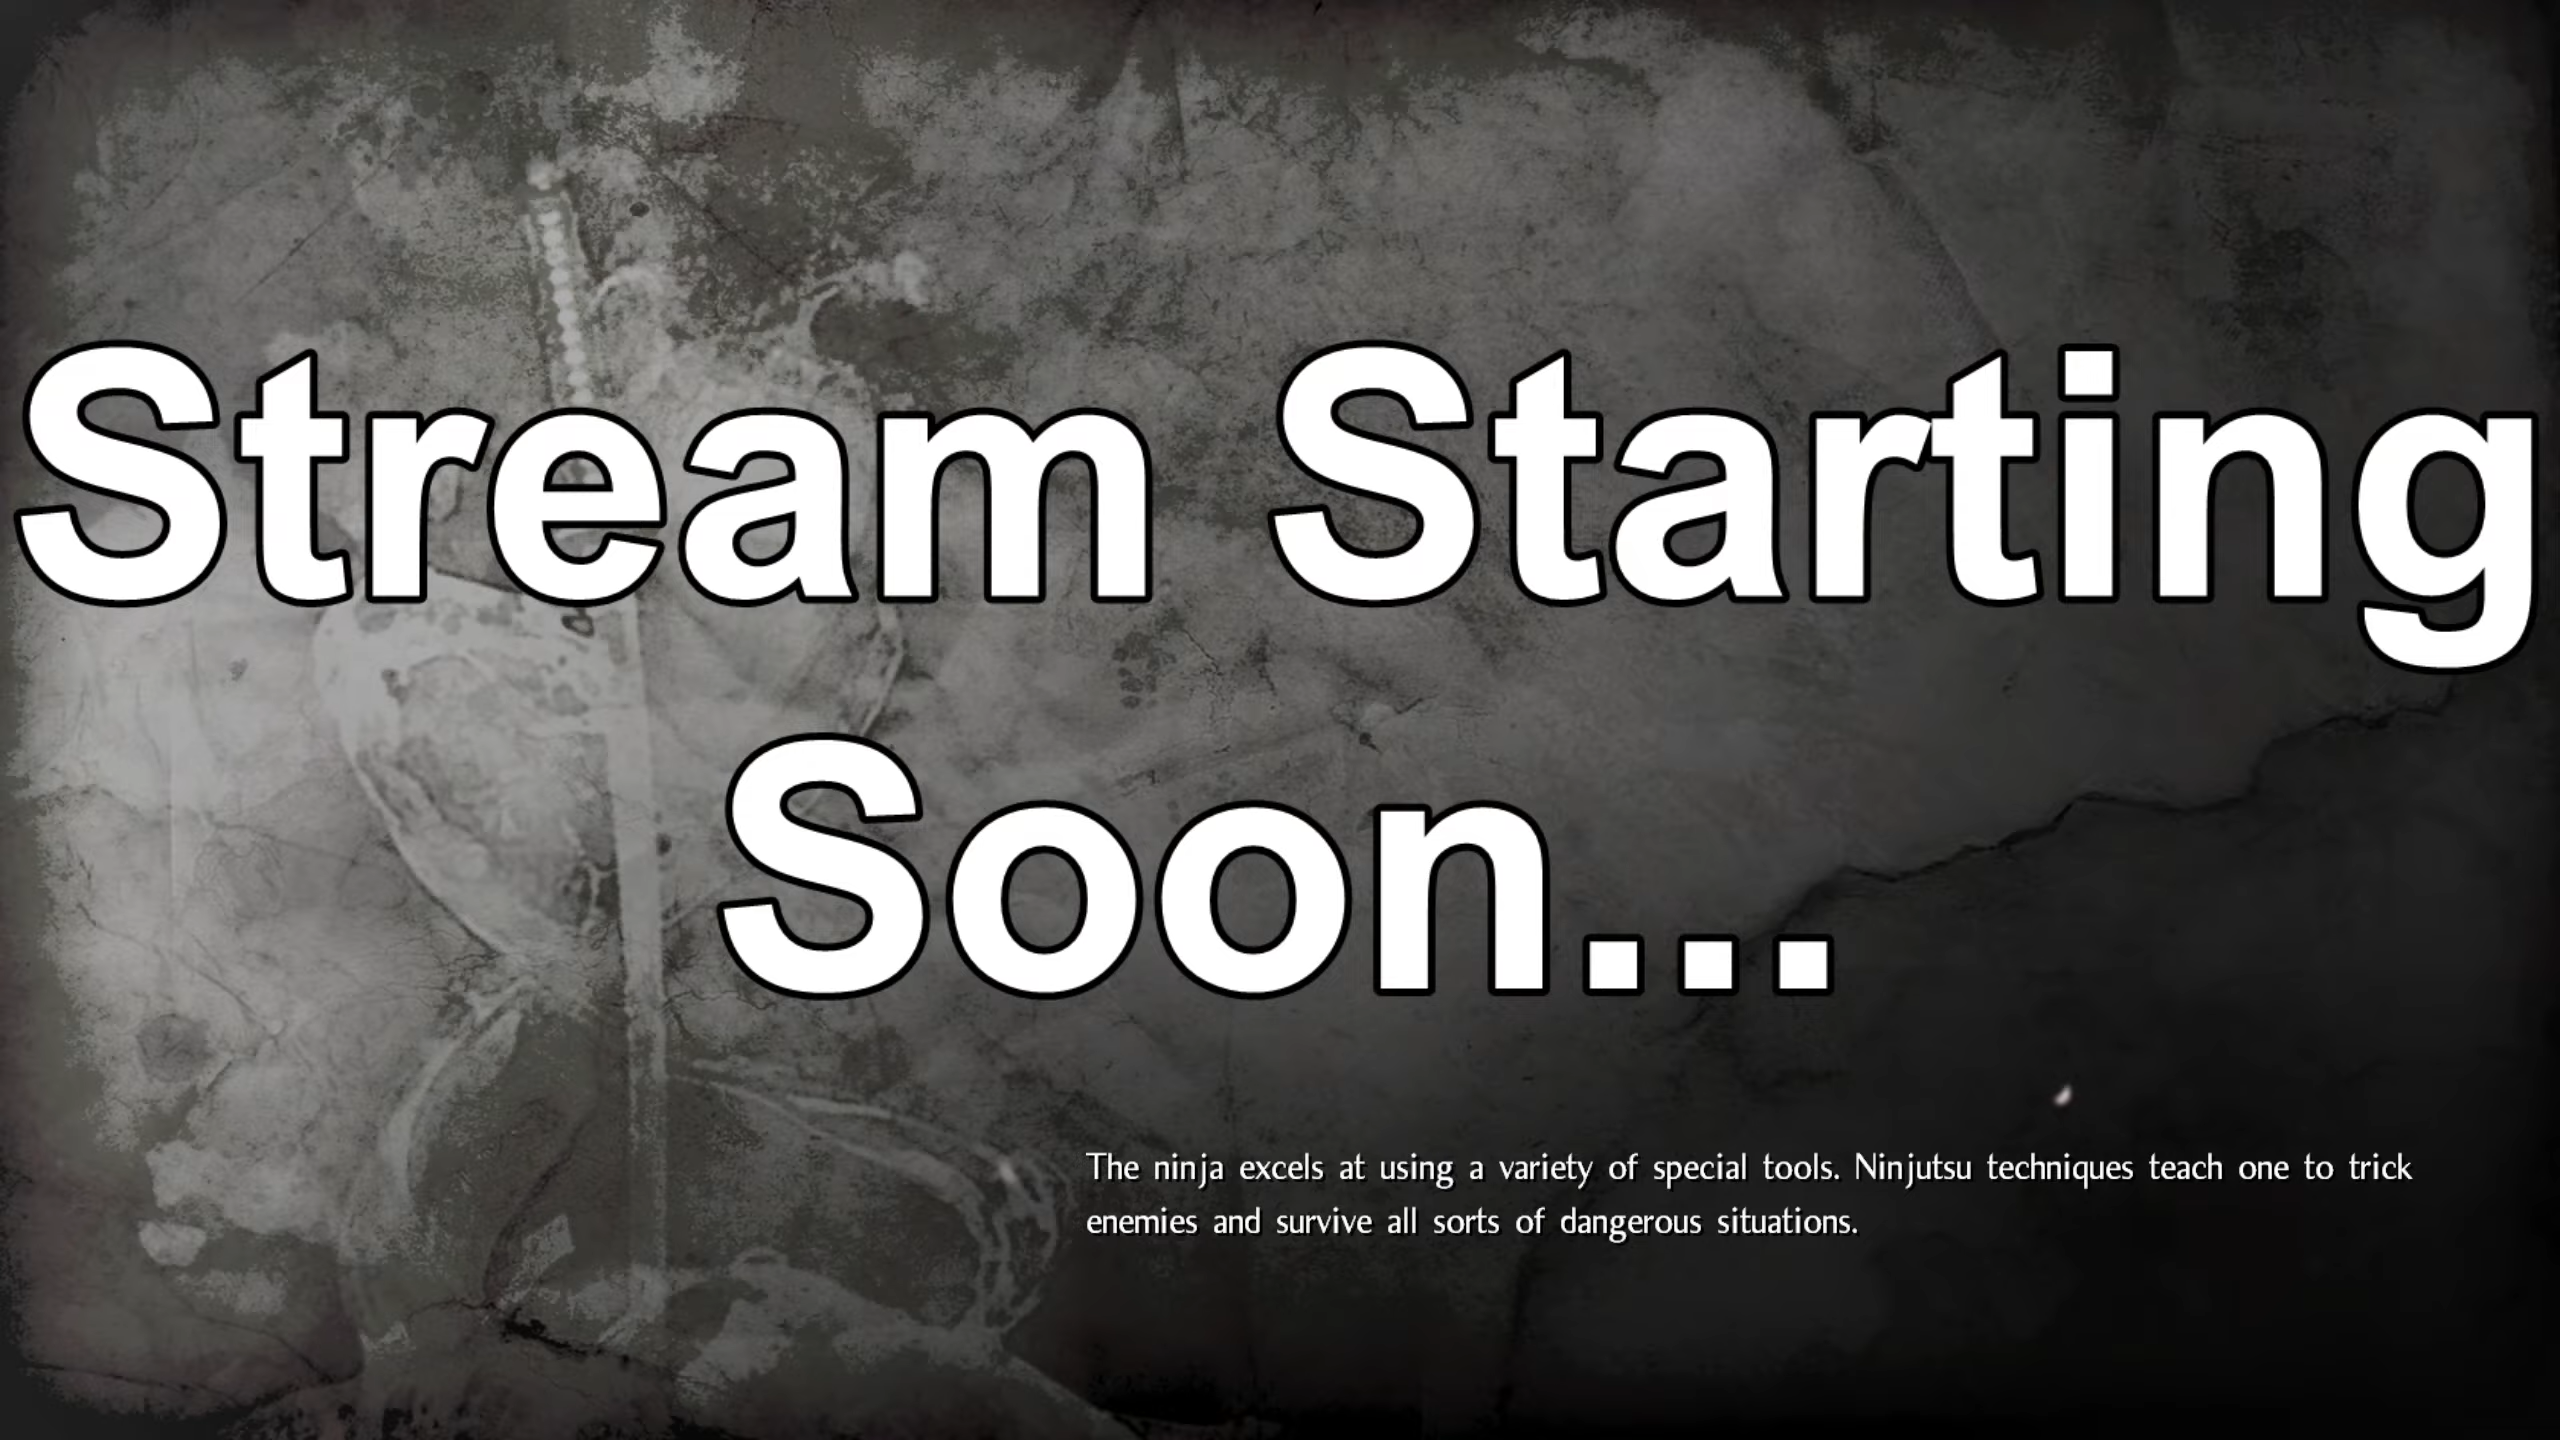 Stream Starting
Soon...
The ninja excels at using a variety of special tools. Ninjutsu techniques teach one to trick
enemies and survive all sorts of dangerous situations.